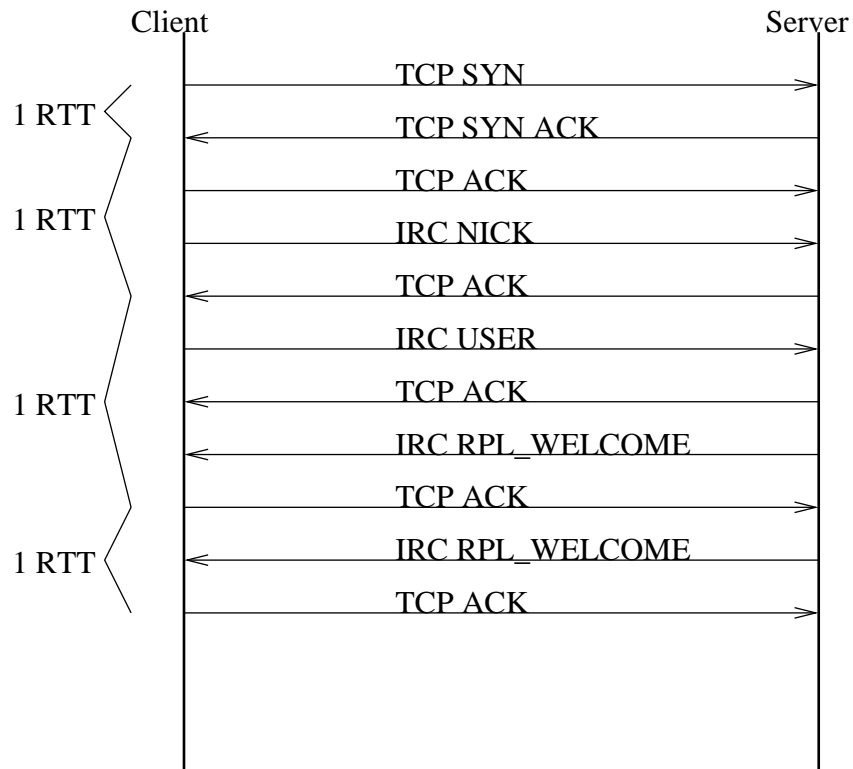 Client Server
TCP SYN
1 RTT
TCP SYN ACK
TCP ACK
1 RTT
IRC NICK
TCP ACK
IRC USER
1 RTT
TCP ACK
IRC RPL_WELCOME
TCP ACK
1 RTT
IRC RPL_WELCOME
TCP ACK